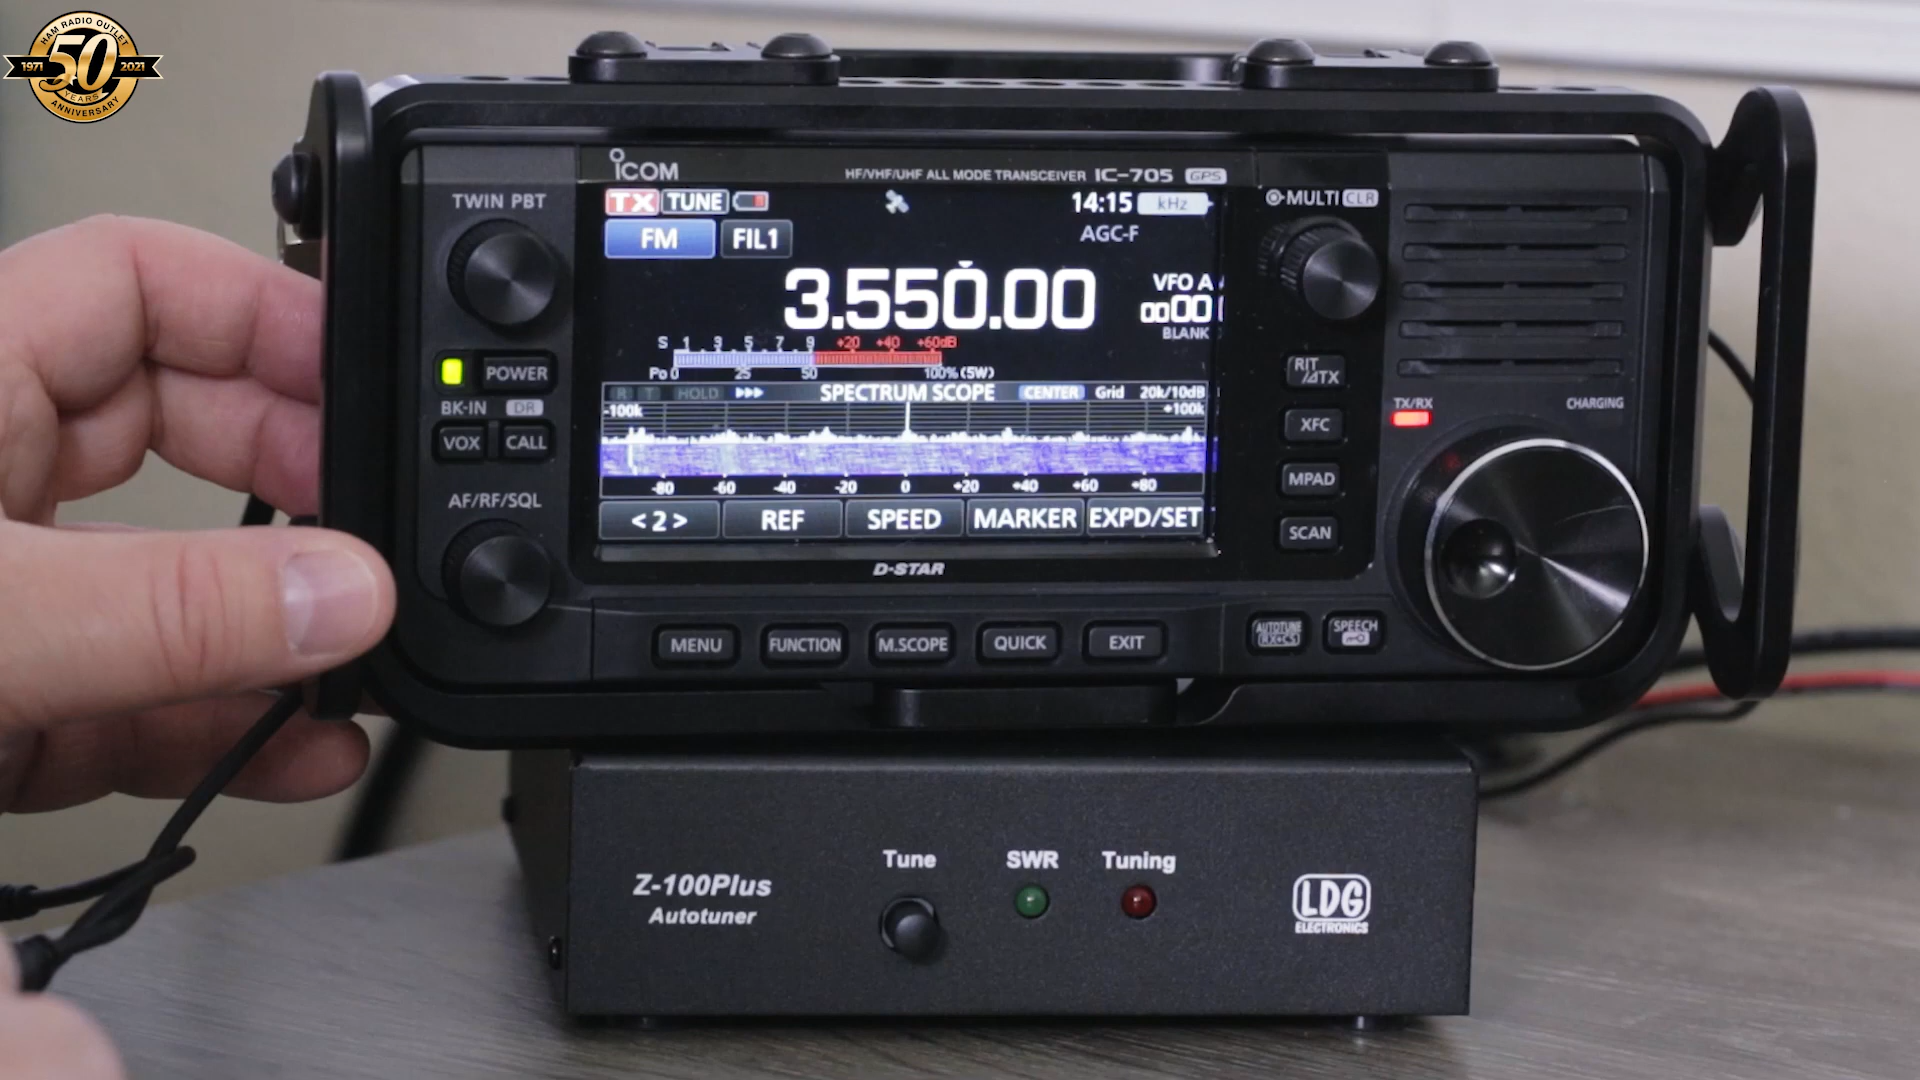 HAM RADIO OUTLET
1971 50 2021
YEARS
ANNIVERSARY
ICOM
HF/VHF/UHF ALL MODE TRANSCEIVER IC-705 GPS
TWIN PBT
TX TUNE 14:15 kHz
MULTI CLR
FM FIL1 AGC-F
3.550.00
VFO A
00
BLANK
S 1 . 3 . 5 . 7 . 9 +20 +40 +60dB
Po 0 25 50 100% (5W)
POWER
BK-IN DR
VOX CALL
R T HOLD SPECTRUM SCOPE CENTER Grid 20k/10dB
-100k +100k
-80 -60 -40 -20 0 +20 +40 +60 +80
<2> REF SPEED MARKER EXPD/SET
D-STAR
AF/RF/SQL
RIT
/⊿TX
XFC
MPAD
SCAN
TX/RX CHARGING
MENU FUNCTION M.SCOPE QUICK EXIT
AUTOTUNE
RX→CS
SPEECH
Z-100Plus
Autotuner
Tune SWR Tuning
LDG
ELECTRONICS